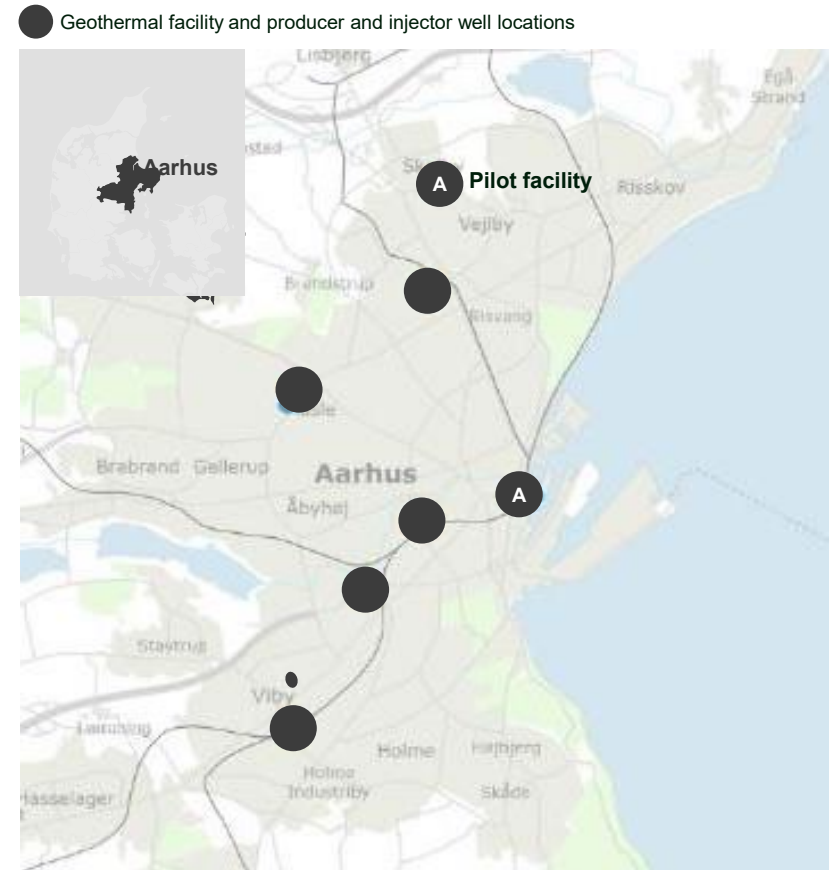 Geothermal facility and producer and injector well locations
Lisbjerg
Egå
Strand
Aarhus
A
Pilot facility
Risskov
Vejlby
Brendstrup
Risvang
Brabrand
Gellerup
Aarhus
Åbyhøj
A
Stavtrup
Viby
Holme
Højbjerg
Holme
Industriby
Skåde
Hasselager